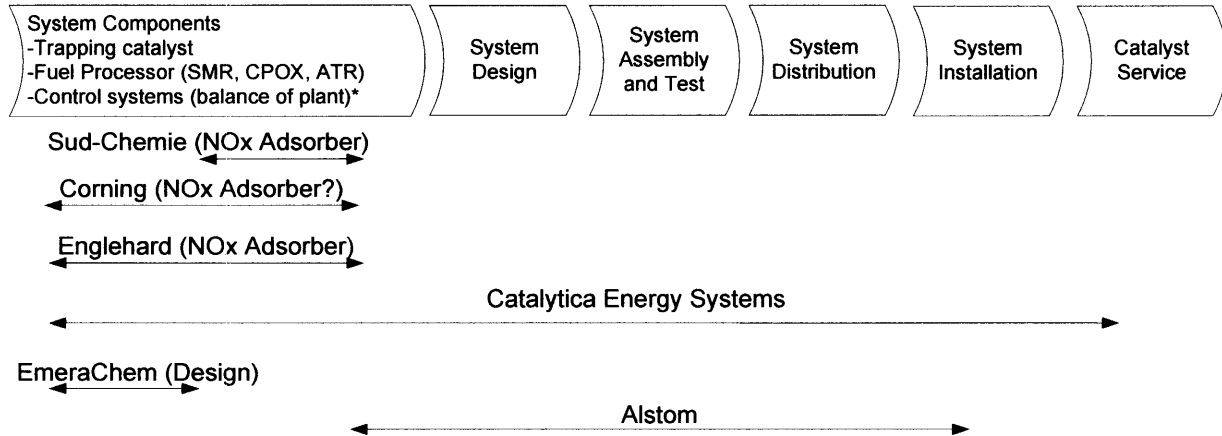 System Components
-Trapping catalyst
-Fuel Processor (SMR, CPOX, ATR)
-Control systems (balance of plant)*
System
Design
System
Assembly
and Test
System
Distribution
System
Installation
Catalyst
Service
Sud-Chemie (NOx Adsorber)
Corning (NOx Adsorber?)
Englehard (NOx Adsorber)
Catalytica Energy Systems
EmeraChem (Design)
Alstom